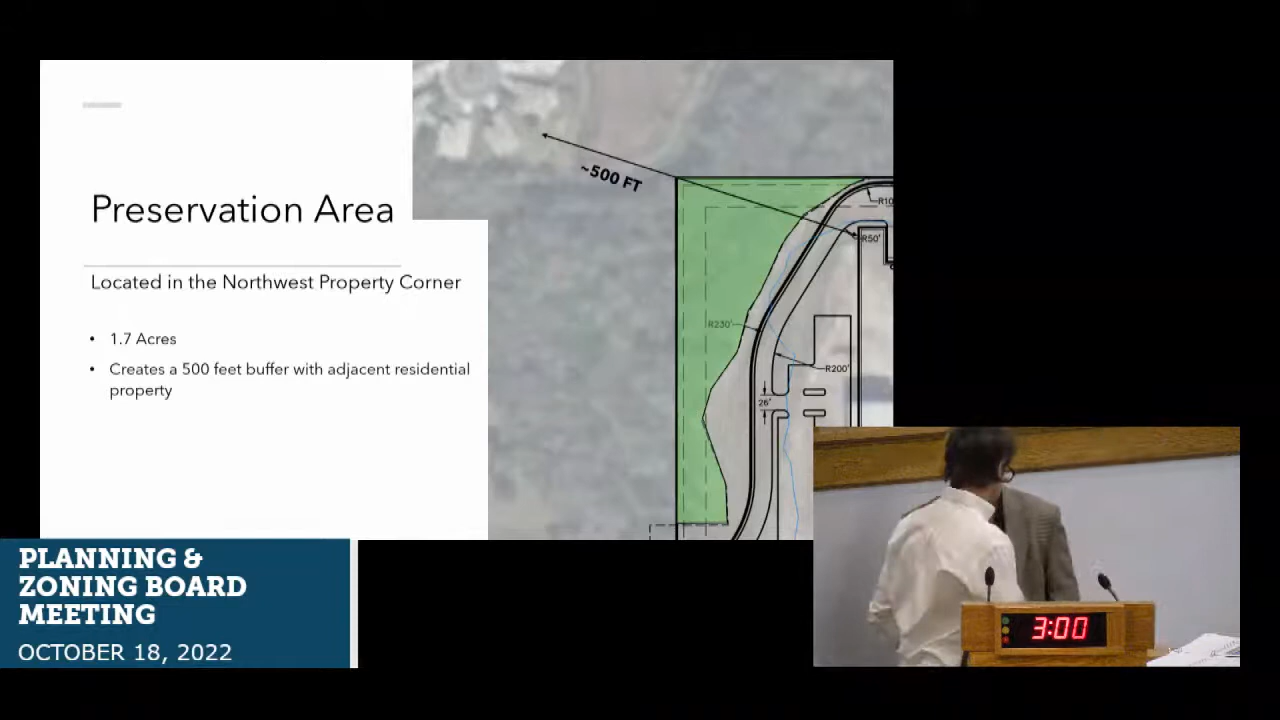 Preservation Area
Located in the Northwest Property Corner
• 1.7 Acres
• Creates a 500 feet buffer with adjacent residential
property
~500 FT
R10
R50'
R230'
R200'
26'
PLANNING &
ZONING BOARD
MEETING
OCTOBER 18, 2022
3:00